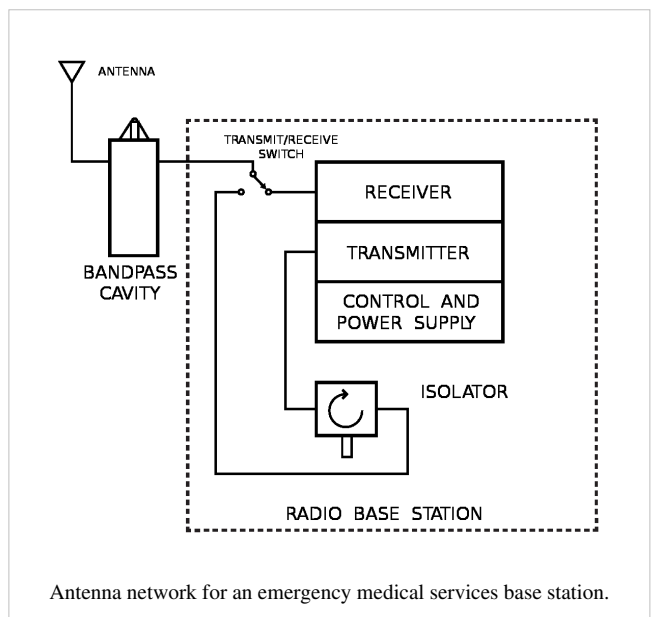 ANTENNA
TRANSMIT/RECEIVE
SWITCH
RECEIVER
TRANSMITTER
BANDPASS
CAVITY
CONTROL AND
POWER SUPPLY
ISOLATOR
RADIO BASE STATION
Antenna network for an emergency medical services base station.